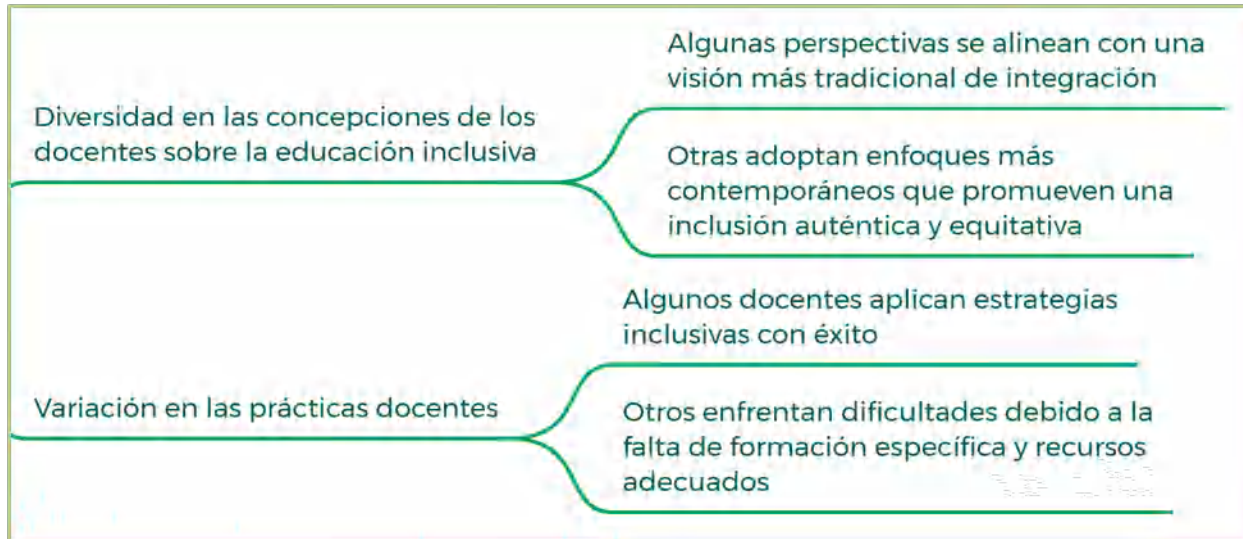 Diversidad en las concepciones de los
docentes sobre la educación inclusiva
Algunas perspectivas se alinean con una
visión más tradicional de integración
Otras adoptan enfoques más
contemporáneos que promueven una
inclusión auténtica y equitativa
Variación en las prácticas docentes
Algunos docentes aplican estrategias
inclusivas con éxito
Otros enfrentan dificultades debido a la
falta de formación específica y recursos
adecuados